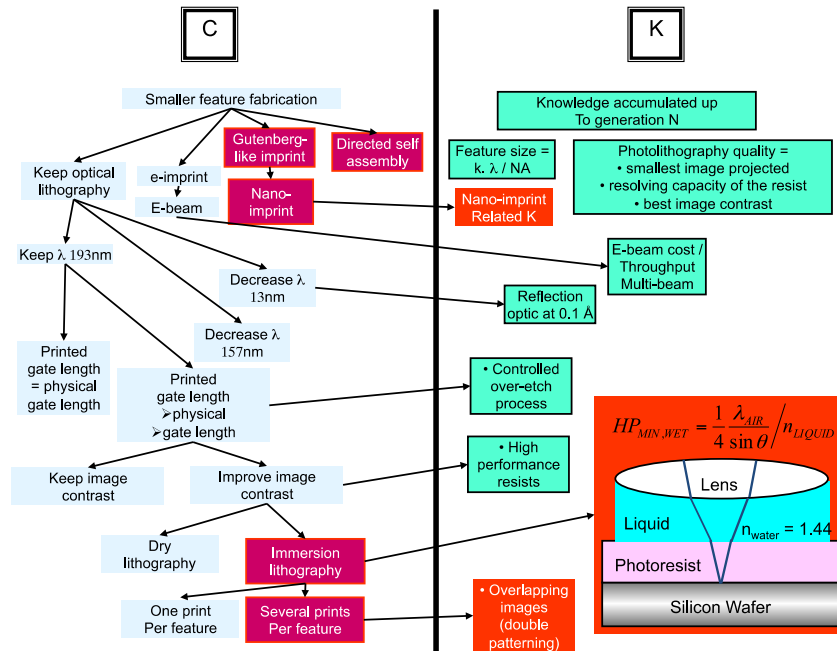 C
K
Smaller feature fabrication
Gutenberg-
like imprint
Directed self
assembly
Keep optical
lithography
e-imprint
Nano-
imprint
E-beam
Keep λ 193nm
Decrease λ
13nm
Decrease λ
157nm
Printed
gate length
= physical
gate length
Printed
gate length
➢physical
➢gate length
Keep image
contrast
Improve image
contrast
Dry
lithography
Immersion
lithography
One print
Per feature
Several prints
Per feature
Knowledge accumulated up
To generation N
Feature size =
k. λ / NA
Photolithography quality =
• smallest image projected
• resolving capacity of the resist
• best image contrast
Nano-imprint
Related K
E-beam cost /
Throughput
Multi-beam
Reflection
optic at 0.1 Å
• Controlled
over-etch
process
• High
performance
resists
HP_MIN,WET = 1/4 λ_AIR / sin θ / n_LIQUID
Lens
Liquid
n_water = 1.44
Photoresist
Silicon Wafer
• Overlapping
images
(double
patterning)